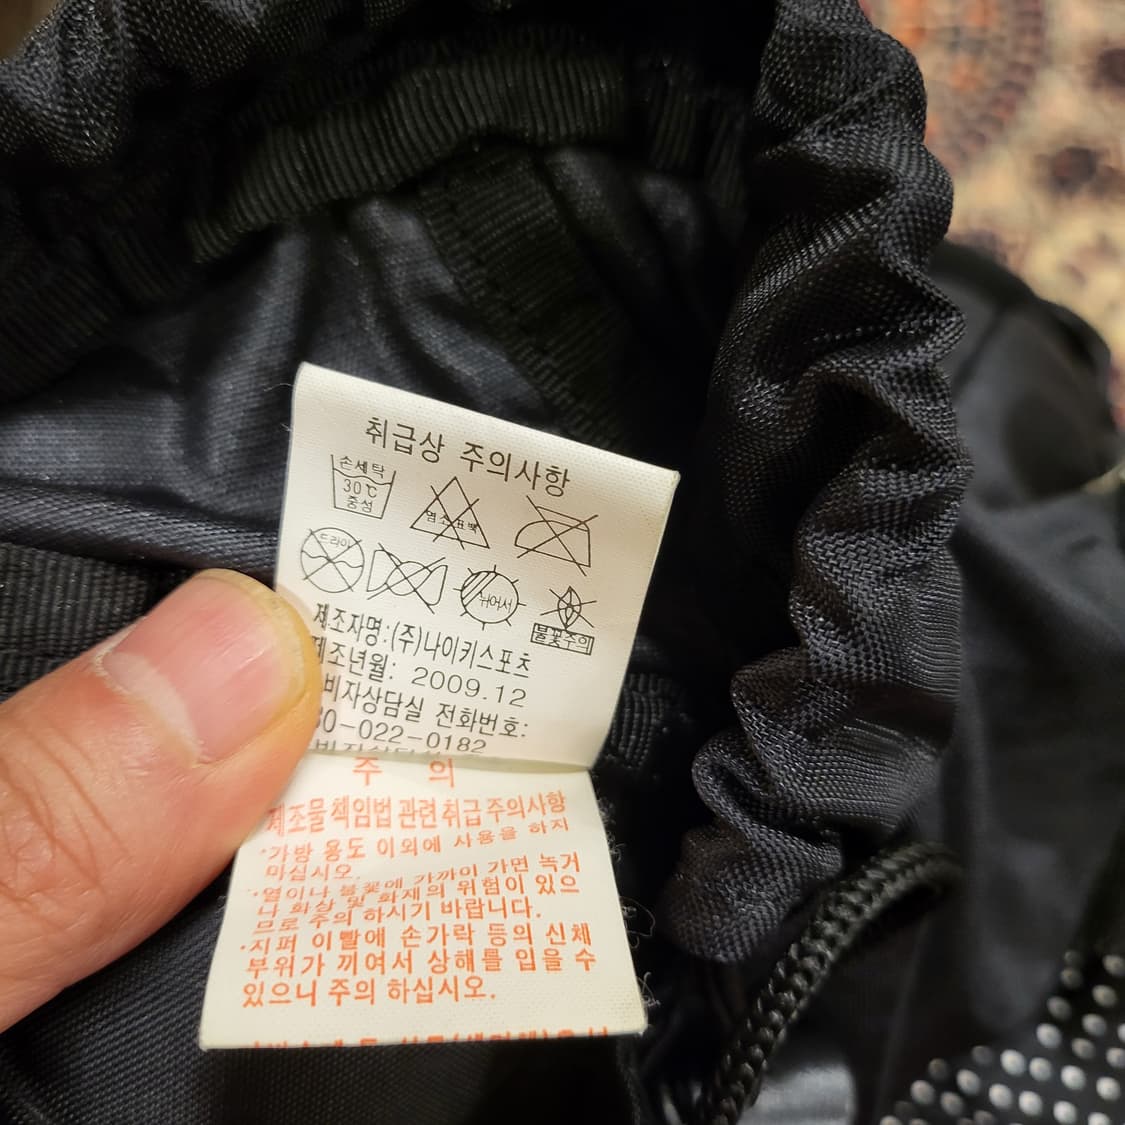 취급상 주의사항
손세탁
30℃
중성
염소표백
드라이
뉘어서
불꽃주의
제조자명:(주)나이키스포츠
제조년월: 2009.12
비자상담실 전화번호:
80-022-0182
주 의
제조물책임법 관련 취급 주의사항
·가방 용도 이외에 사용을 하지
마십시오.
·열이나 불꽃에 가까이 가면 녹거
나 화상 및 화재의 위험이 있으
므로 주의 하시기 바랍니다.
·지퍼 이빨에 손가락 등의 신체
부위가 끼여서 상해를 입을 수
있으니 주의 하십시오.